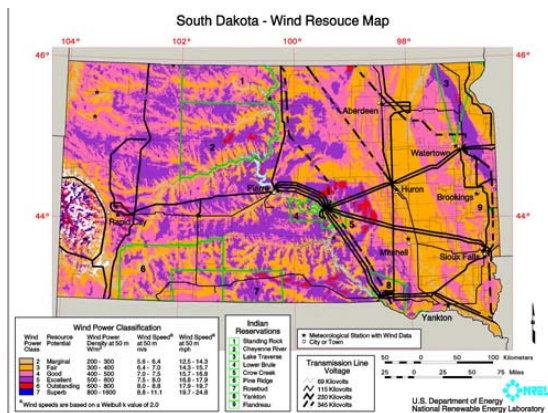 South Dakota - Wind Resouce Map
104°
102°
100°
98°
46°
46°
1
3
Aberdeen
2
Watertown
Pierre
Huron
Brookings
9
44°
Rapid City
44°
4
5
Mitchell
Sioux Falls
6
7
8
Yankton
Wind Power Classification
Wind Power Class
Resource Potential
Wind Power Density at 50 m W/m²
Wind Speedᵃ at 50 m m/s
Wind Speedᵃ at 50 m mph
2 Marginal 200 - 300 5.6 - 6.4 12.5 - 14.3
3 Fair 300 - 400 6.4 - 7.0 14.3 - 15.7
4 Good 400 - 500 7.0 - 7.5 15.7 - 16.8
5 Excellent 500 - 600 7.5 - 8.0 16.8 - 17.9
6 Outstanding 600 - 800 8.0 - 8.8 17.9 - 19.7
7 Superb 800 - 1600 8.8 - 11.1 19.7 - 24.8
ᵃWind speeds are based on a Weibull k value of 2.0
Indian
Reservations
1 Standing Rock
2 Cheyenne River
3 Lake Traverse
4 Lower Brule
5 Crow Creek
6 Pine Ridge
7 Rosebud
8 Yankton
9 Flandreau
Meteorological Station with Wind Data
City or Town
Transmission Line
Voltage
69 Kilovolts
115 Kilovolts
230 Kilovolts
345 Kilovolts
50 0 50 100 Kilometers
25 0 25 50 75 Miles
NREL
U.S. Department of Energy
National Renewable Energy Laboratory